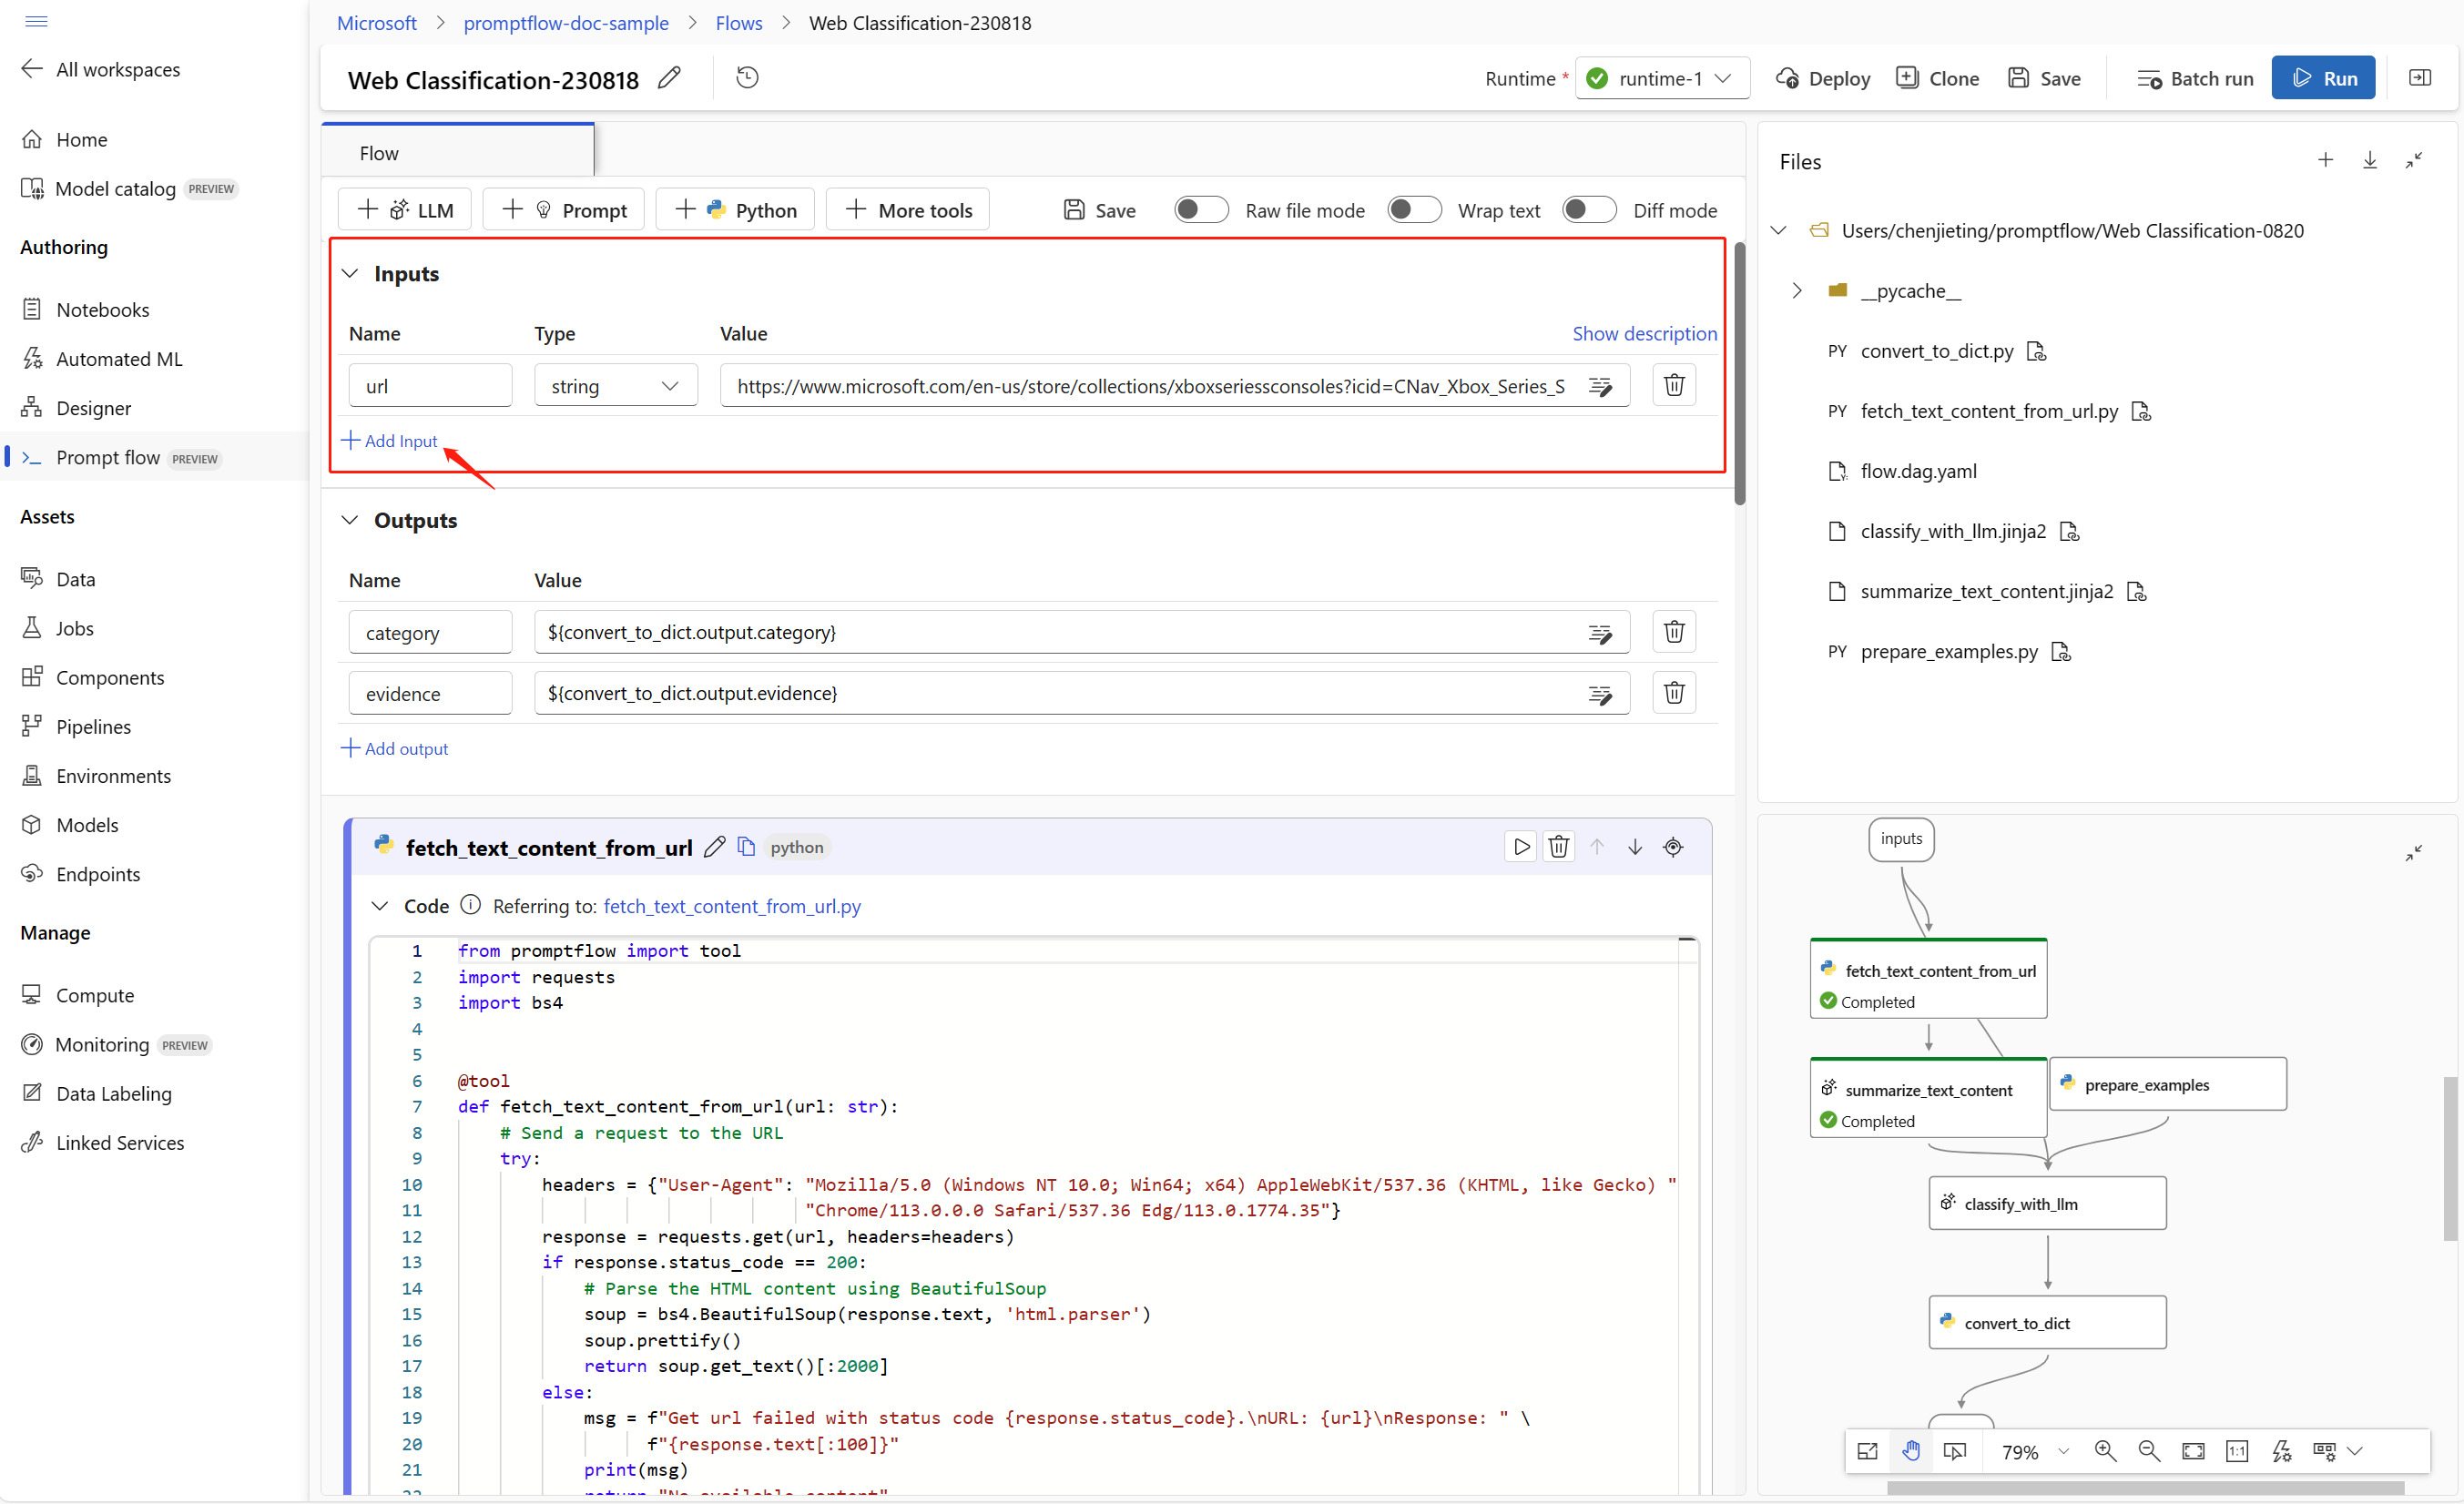 Microsoft > promptflow-doc-sample > Flows > Web Classification-230818
All workspaces
Home
Model catalog PREVIEW
Authoring
Notebooks
Automated ML
Designer
Prompt flow PREVIEW
Assets
Data
Jobs
Components
Pipelines
Environments
Models
Endpoints
Manage
Compute
Monitoring PREVIEW
Data Labeling
Linked Services
Web Classification-230818
Runtime * runtime-1
Deploy
Clone
Save
Batch run
Run
Flow
LLM
Prompt
Python
More tools
Save
Raw file mode
Wrap text
Diff mode
Inputs
Name Type Value Show description
url string https://www.microsoft.com/en-us/store/collections/xboxseriessconsoles?icid=CNav_Xbox_Series_S
Add Input
Outputs
Name Value
category ${convert_to_dict.output.category}
evidence ${convert_to_dict.output.evidence}
Add output
fetch_text_content_from_url python
Code Referring to: fetch_text_content_from_url.py
1 from promptflow import tool
2 import requests
3 import bs4
4
5
6 @tool
7 def fetch_text_content_from_url(url: str):
8 # Send a request to the URL
9 try:
10 headers = {"User-Agent": "Mozilla/5.0 (Windows NT 10.0; Win64; x64) AppleWebKit/537.36 (KHTML, like Gecko) "
11 "Chrome/113.0.0.0 Safari/537.36 Edg/113.0.1774.35"}
12 response = requests.get(url, headers=headers)
13 if response.status_code == 200:
14 # Parse the HTML content using BeautifulSoup
15 soup = bs4.BeautifulSoup(response.text, 'html.parser')
16 soup.prettify()
17 return soup.get_text()[:2000]
18 else:
19 msg = f"Get url failed with status code {response.status_code}.\nURL: {url}\nResponse: " \
20 f"{response.text[:100]}"
21 print(msg)
22 return "No available content"
Files
Users/chenjieting/promptflow/Web Classification-0820
__pycache__
PY convert_to_dict.py
PY fetch_text_content_from_url.py
flow.dag.yaml
classify_with_llm.jinja2
summarize_text_content.jinja2
PY prepare_examples.py
inputs
fetch_text_content_from_url
Completed
summarize_text_content
Completed
prepare_examples
classify_with_llm
convert_to_dict
79%
1:1